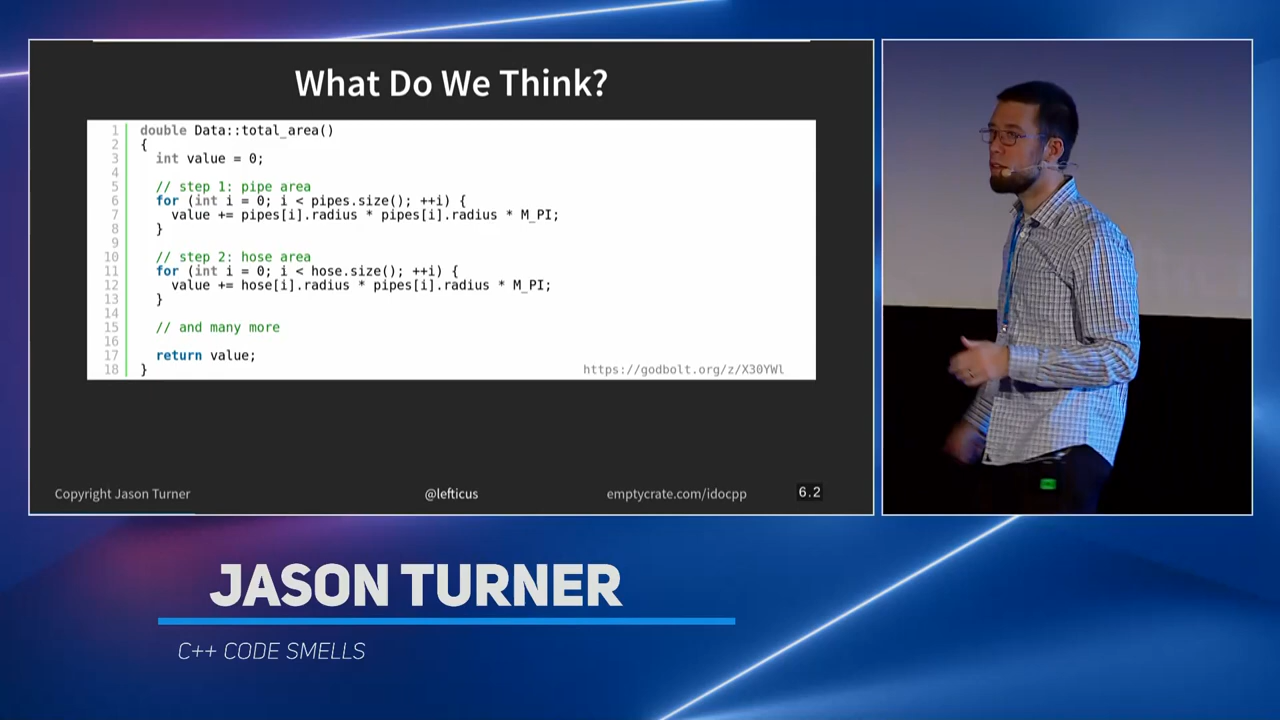 What Do We Think?
1 double Data::total_area()
2 {
3   int value = 0;
4
5   // step 1: pipe area
6   for (int i = 0; i < pipes.size(); ++i) {
7     value += pipes[i].radius * pipes[i].radius * M_PI;
8   }
9
10   // step 2: hose area
11   for (int i = 0; i < hose.size(); ++i) {
12     value += hose[i].radius * pipes[i].radius * M_PI;
13   }
14
15   // and many more
16
17   return value;
18 }
https://godbolt.org/z/X30YWl
Copyright Jason Turner @lefticus emptycrate.com/idocpp 6.2
JASON TURNER
C++ CODE SMELLS